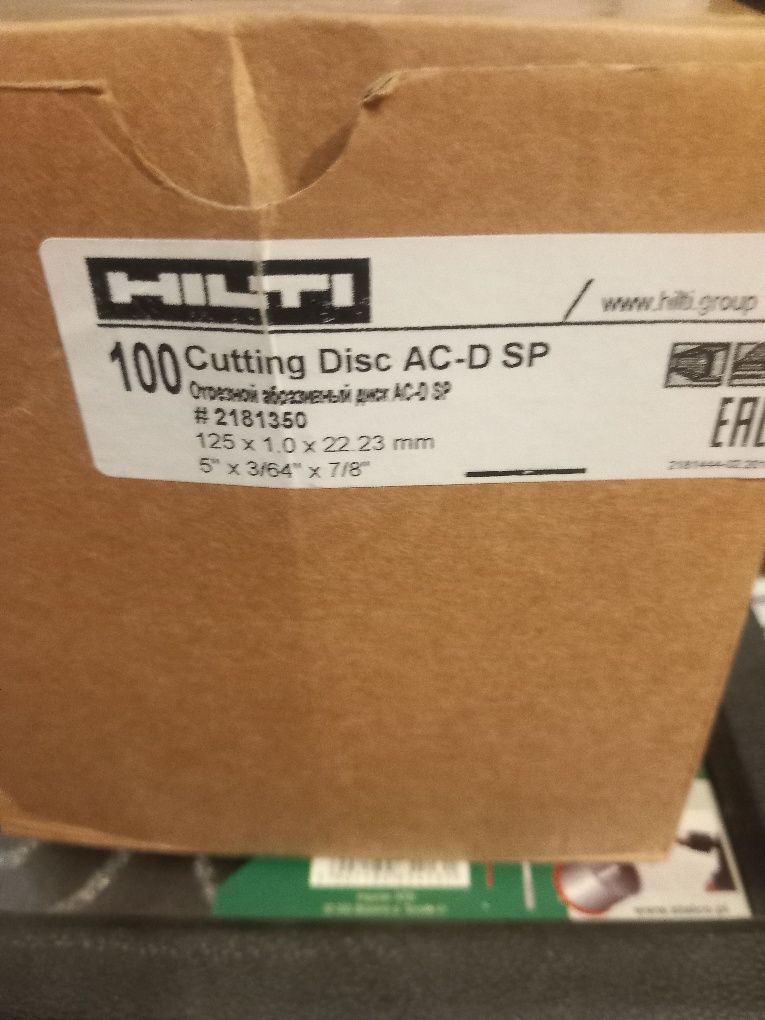 HILTI
www.hilti.group
100 Cutting Disc AC-D SP
Отрезной абразивный диск AC-D SP
# 2181350
125 x 1.0 x 22.23 mm
5" x 3/64" x 7/8"
EAC